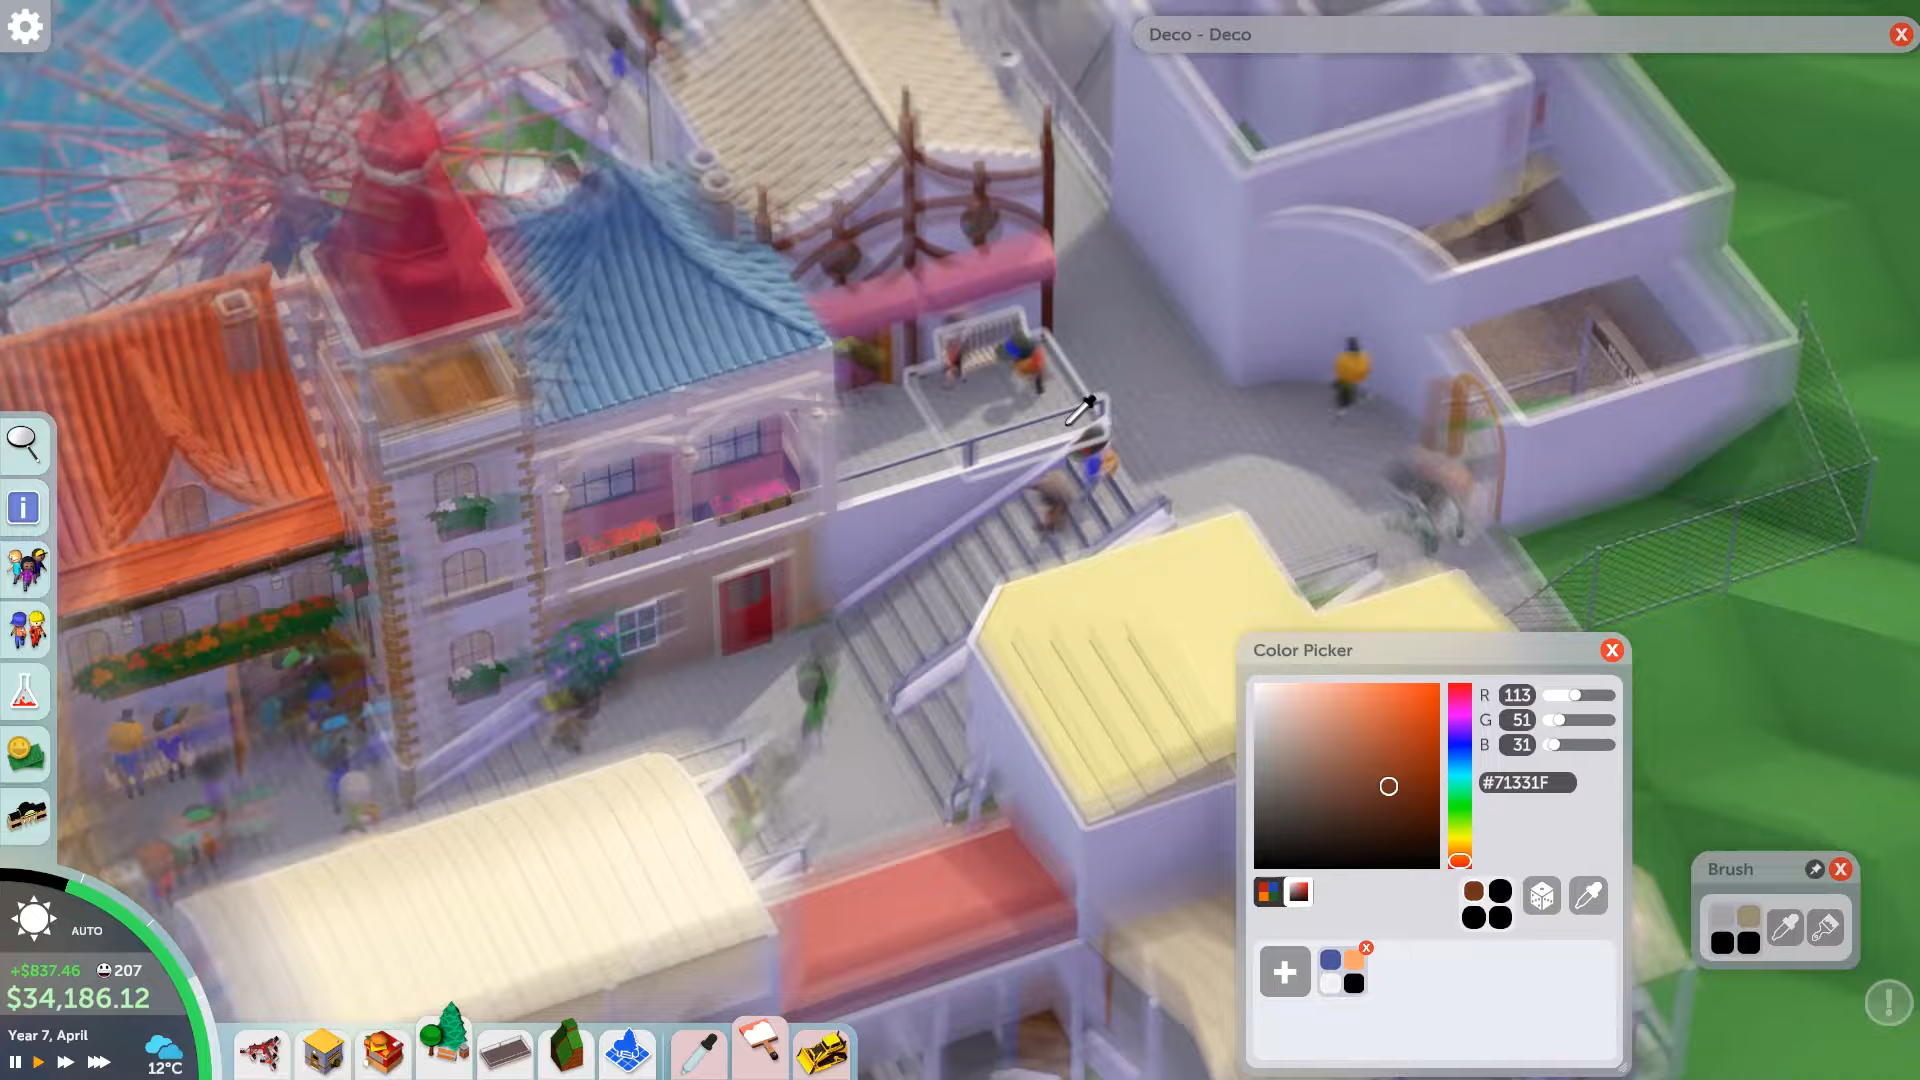 Deco - Deco
X
i
Color Picker
X
R 113
G 51
B 31
#71331F
X
Brush
X
AUTO
+$837.46 207
$34,186.12
Year 7, April
12°C